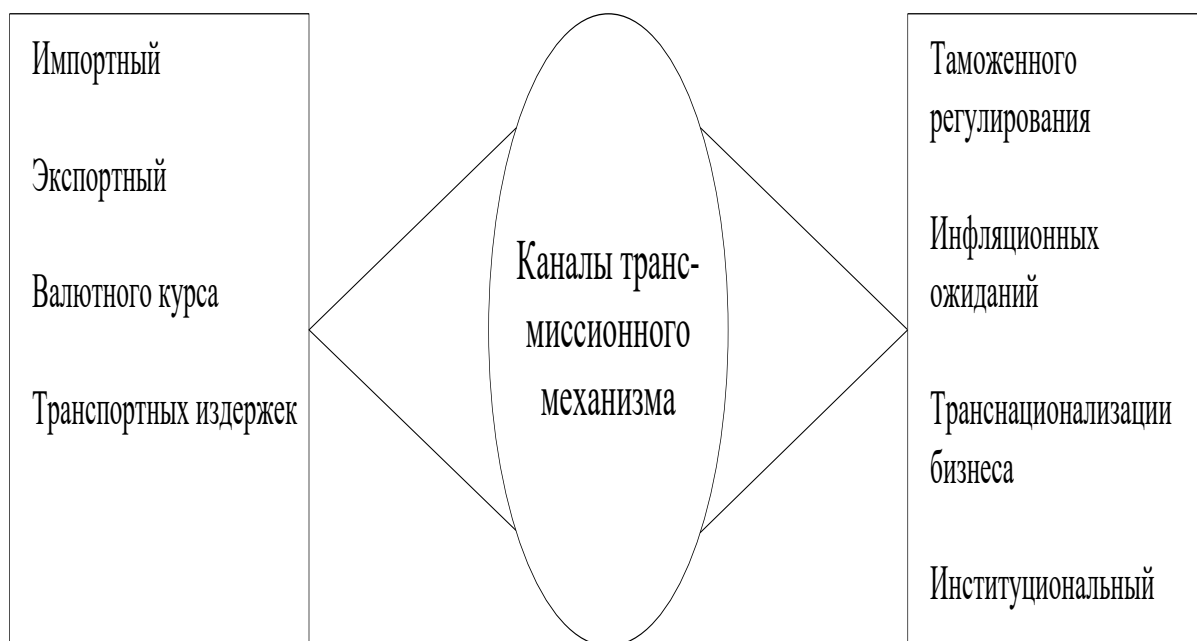 Импортный
Экспортный
Валютного курса
Транспортных издержек
Каналы транс-
миссионного
механизма
Таможенного
регулирования
Инфляционных
ожиданий
Транснационализации
бизнеса
Институциональный